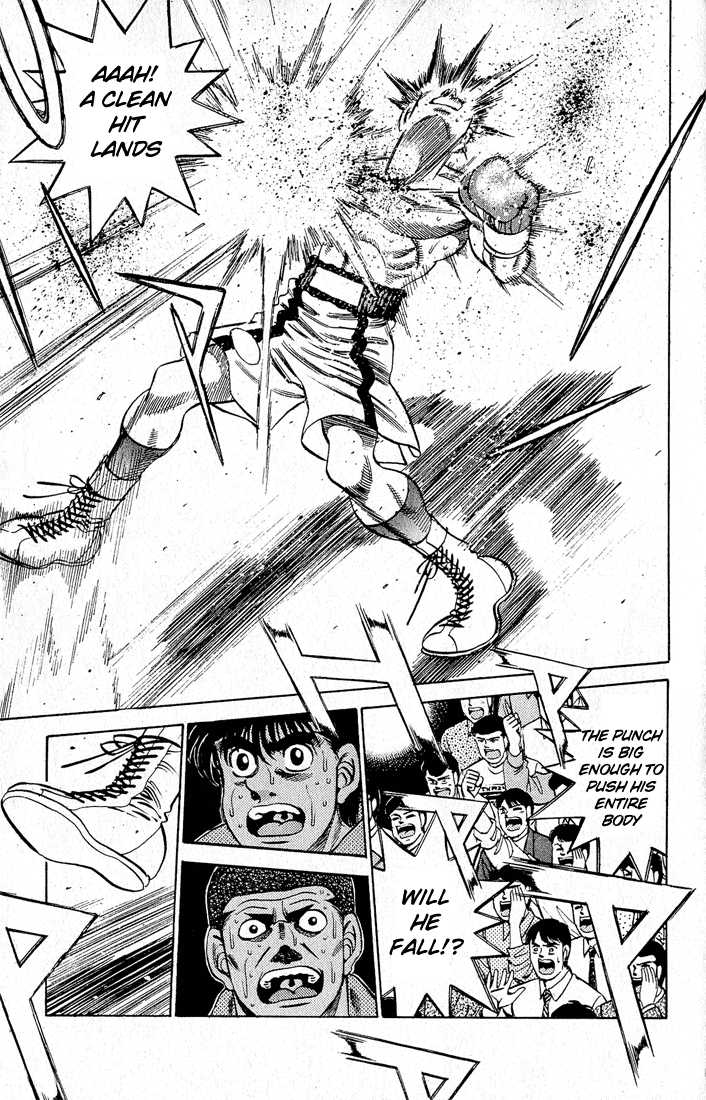 AAAH!
A CLEAN
HIT
LANDS
THE PUNCH
IS BIG
ENOUGH TO
PUSH HIS
ENTIRE
BODY
WILL
HE
FALL!?